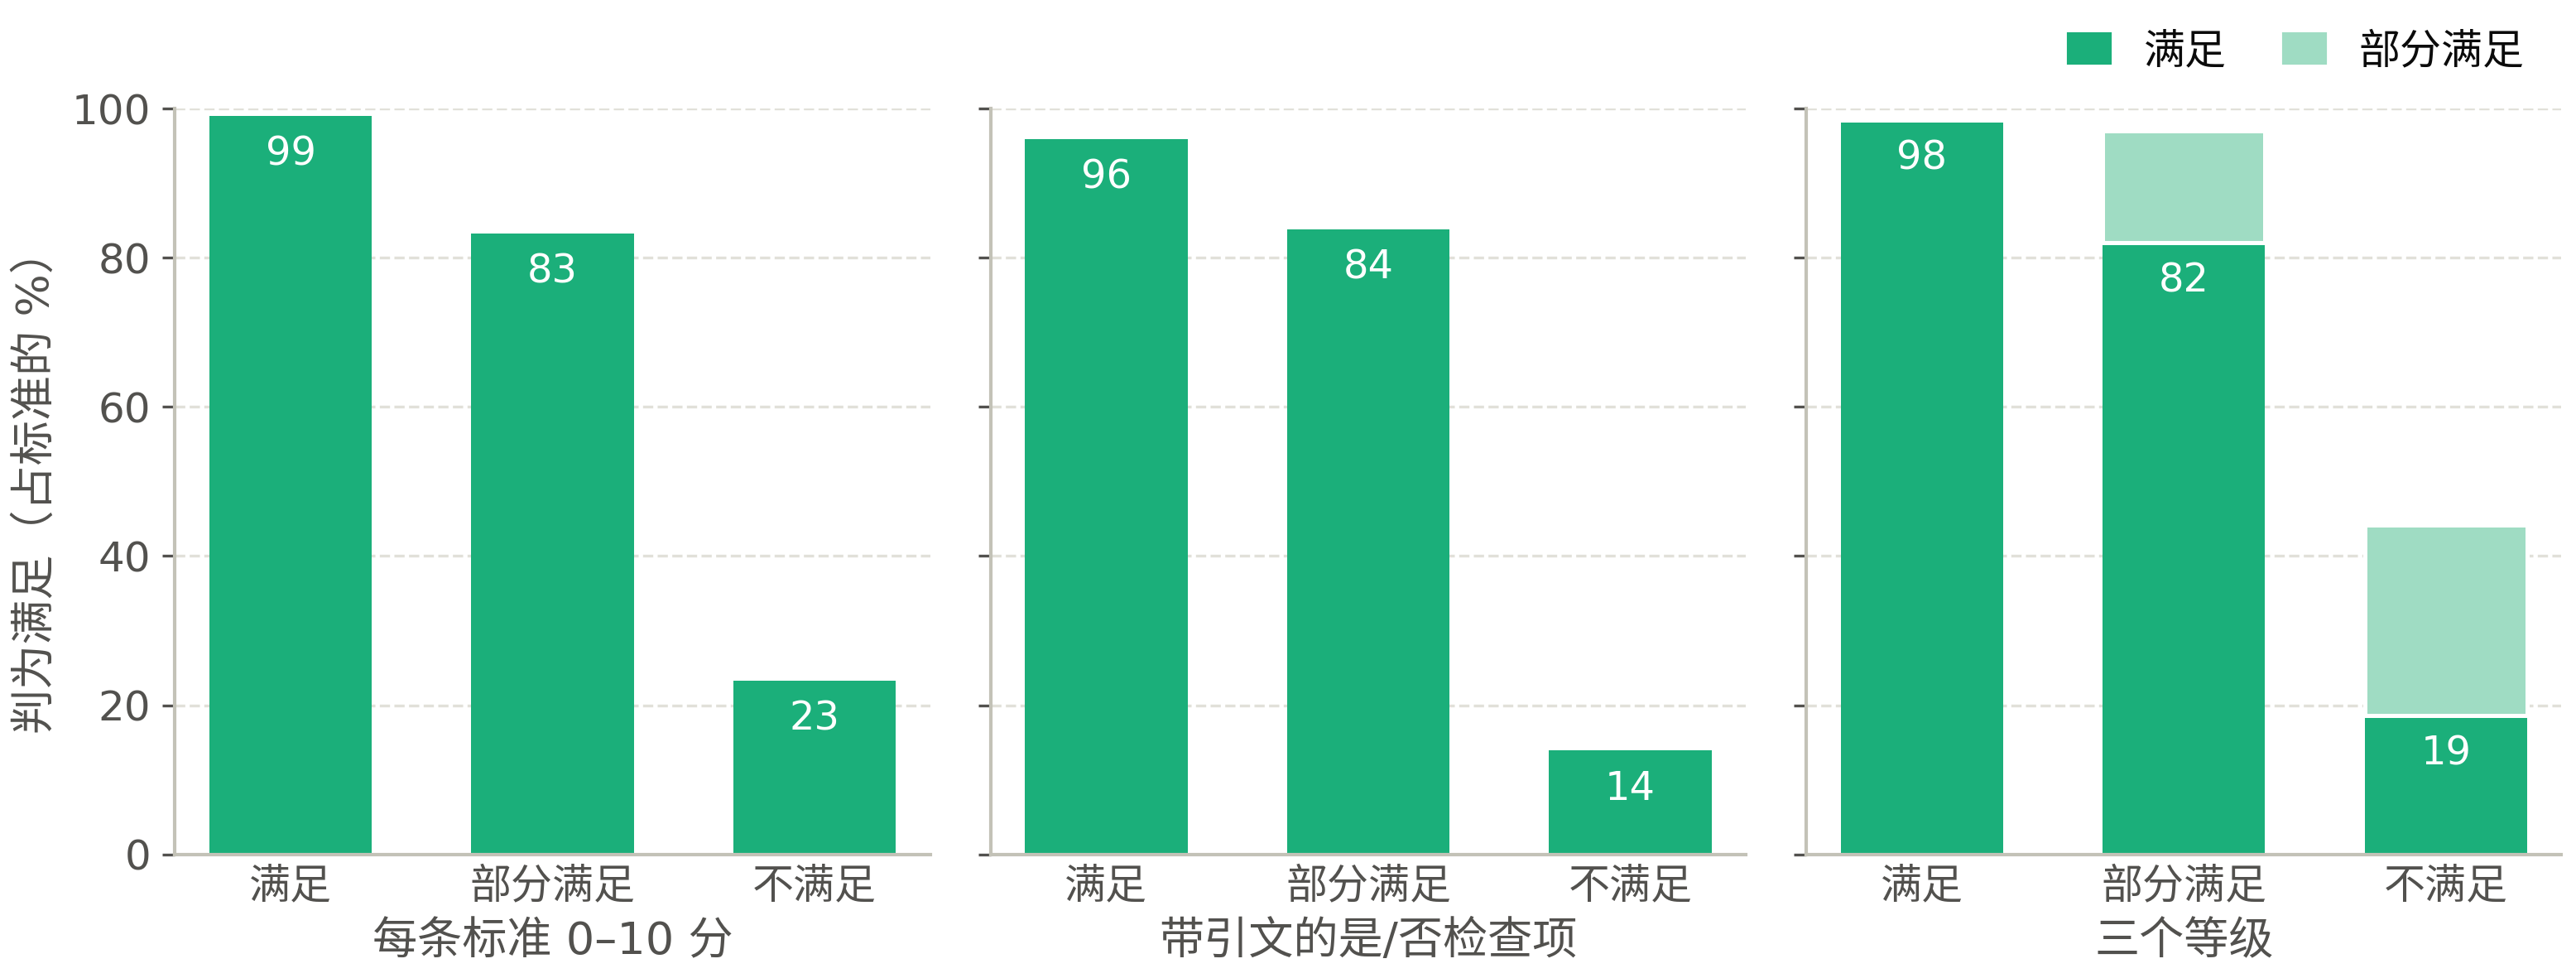 满足 部分满足
判为满足（占标准的 %）
100
80
60
40
20
0
99
83
23
满足 部分满足 不满足
每条标准 0–10 分
96
84
14
满足 部分满足 不满足
带引文的是/否检查项
98
82
19
满足 部分满足 不满足
三个等级